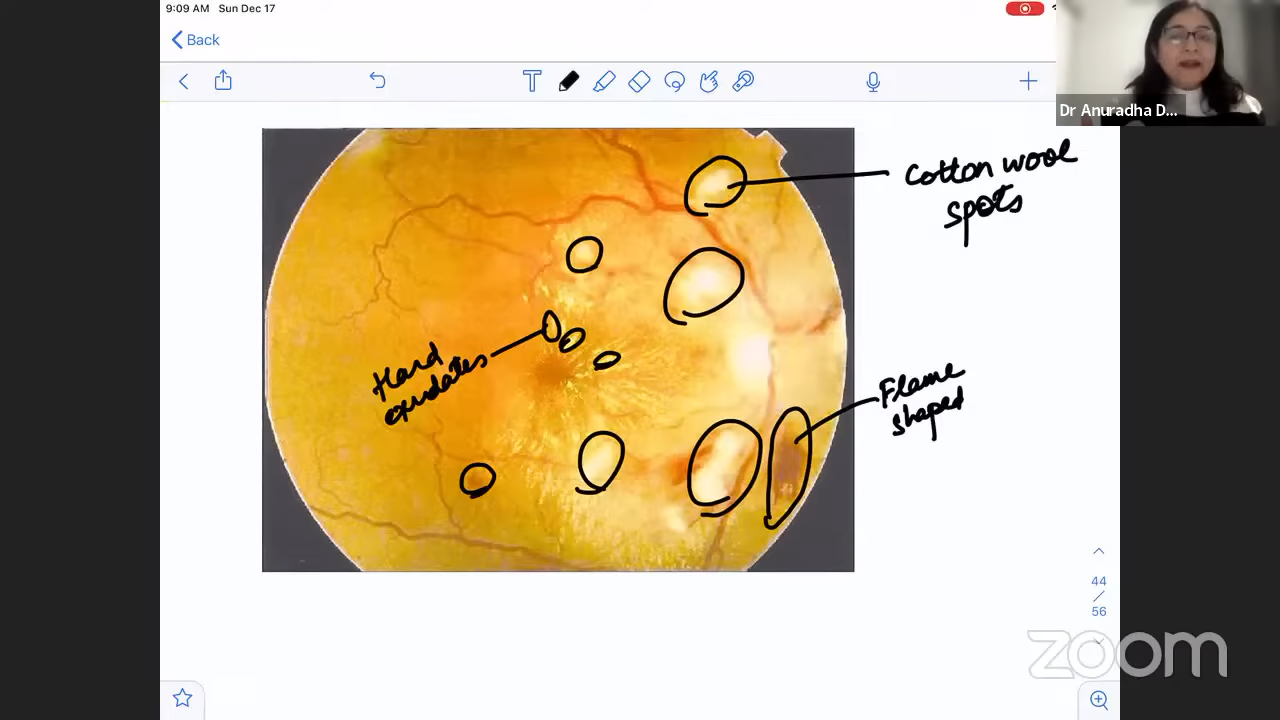 9:09 AM Sun Dec 17
Back
Dr Anuradha D...
Cotton wool
spots
Hard
exudates
Flame
shaped
44
/
56
zoom